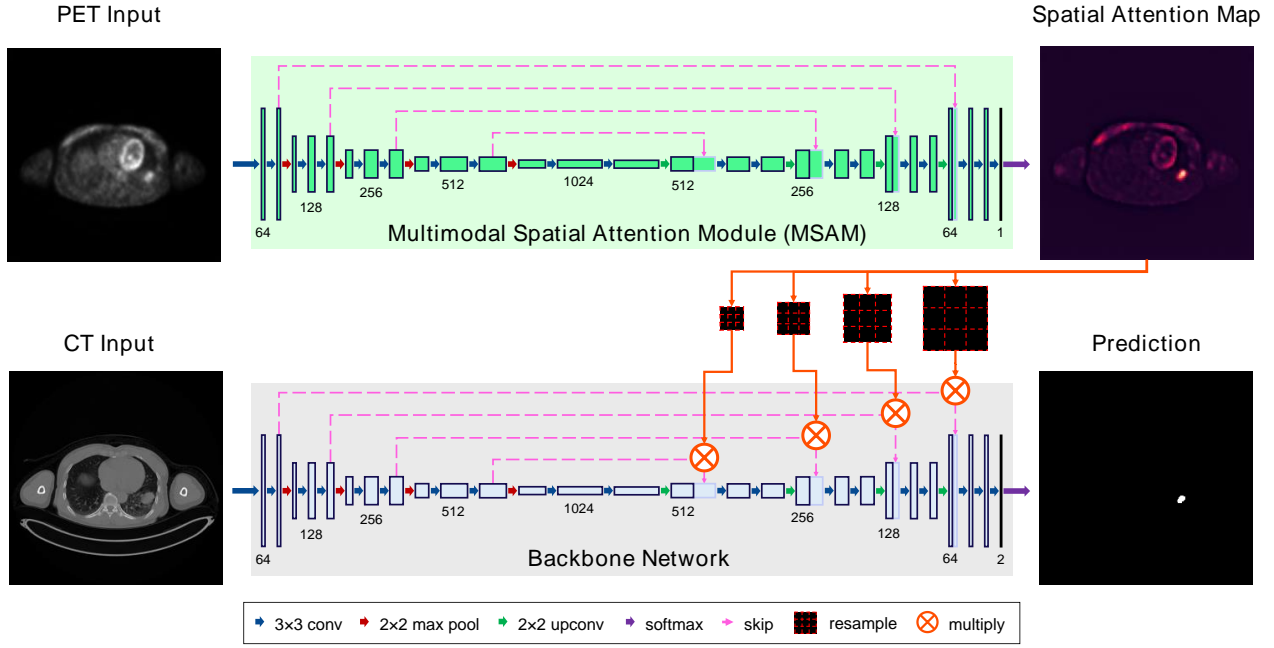 PET Input
Spatial Attention Map
64
128
256
512
1024
512
256
128
64
1
Multimodal Spatial Attention Module (MSAM)
CT Input
Prediction
64
128
256
512
1024
512
256
128
64
2
Backbone Network
3×3 conv
2×2 max pool
2×2 upconv
softmax
skip
resample
multiply